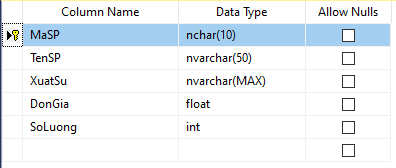 Column Name Data Type Allow Nulls
MaSP nchar(10)
TenSP nvarchar(50)
XuatSu nvarchar(MAX)
DonGia float
SoLuong int